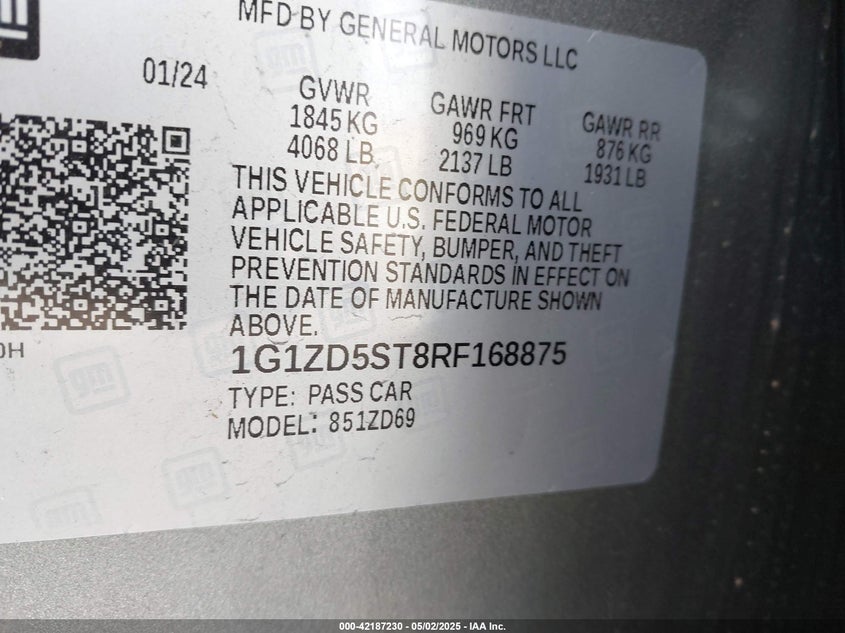 MFD BY GENERAL MOTORS LLC
01/24
GVWR GAWR FRT GAWR RR
1845 KG 969 KG 876 KG
4068 LB 2137 LB 1931 LB
THIS VEHICLE CONFORMS TO ALL
APPLICABLE U.S. FEDERAL MOTOR
VEHICLE SAFETY, BUMPER, AND THEFT
PREVENTION STANDARDS IN EFFECT ON
THE DATE OF MANUFACTURE SHOWN
ABOVE.
1G1ZD5ST8RF168875
TYPE: PASS CAR
MODEL: 851ZD69
000-42187230 - 05/02/2025 - IAA Inc.